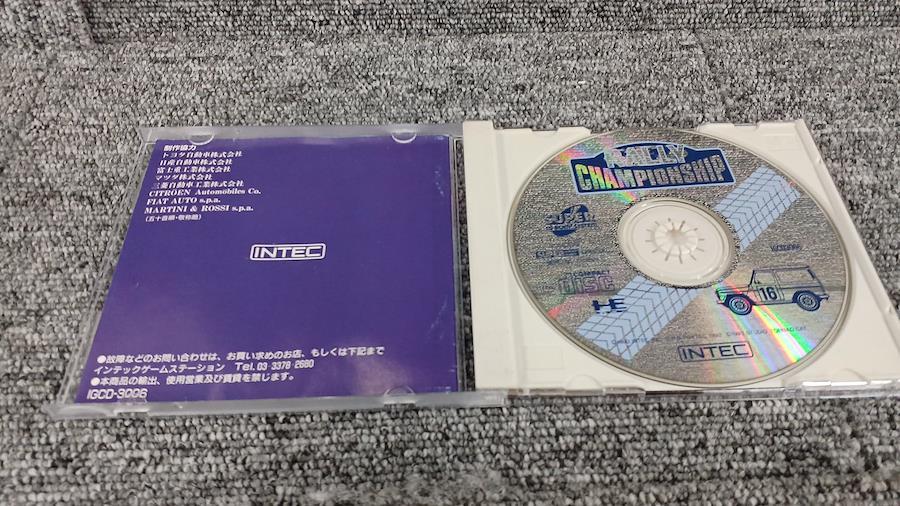 制作協力
トヨタ自動車株式会社
日産自動車株式会社
富士重工業株式会社
マツダ株式会社
三菱自動車工業株式会社
CITROËN Automobiles Co.
FIAT AUTO s.p.a.
MARTINI & ROSSI s.p.a.
(五十音順・敬称略)
INTEC
●故障などのお問い合わせは、お買い求めのお店、もしくは下記まで
インテックゲームステーション Tel. 03-3378-2680
●本商品の輸出、使用営業及び賃貸を禁じます。
IGCD-3006
RALLY
CHAMPIONSHIP
SUPER
COMPACT
disc
HE
16
INTEC